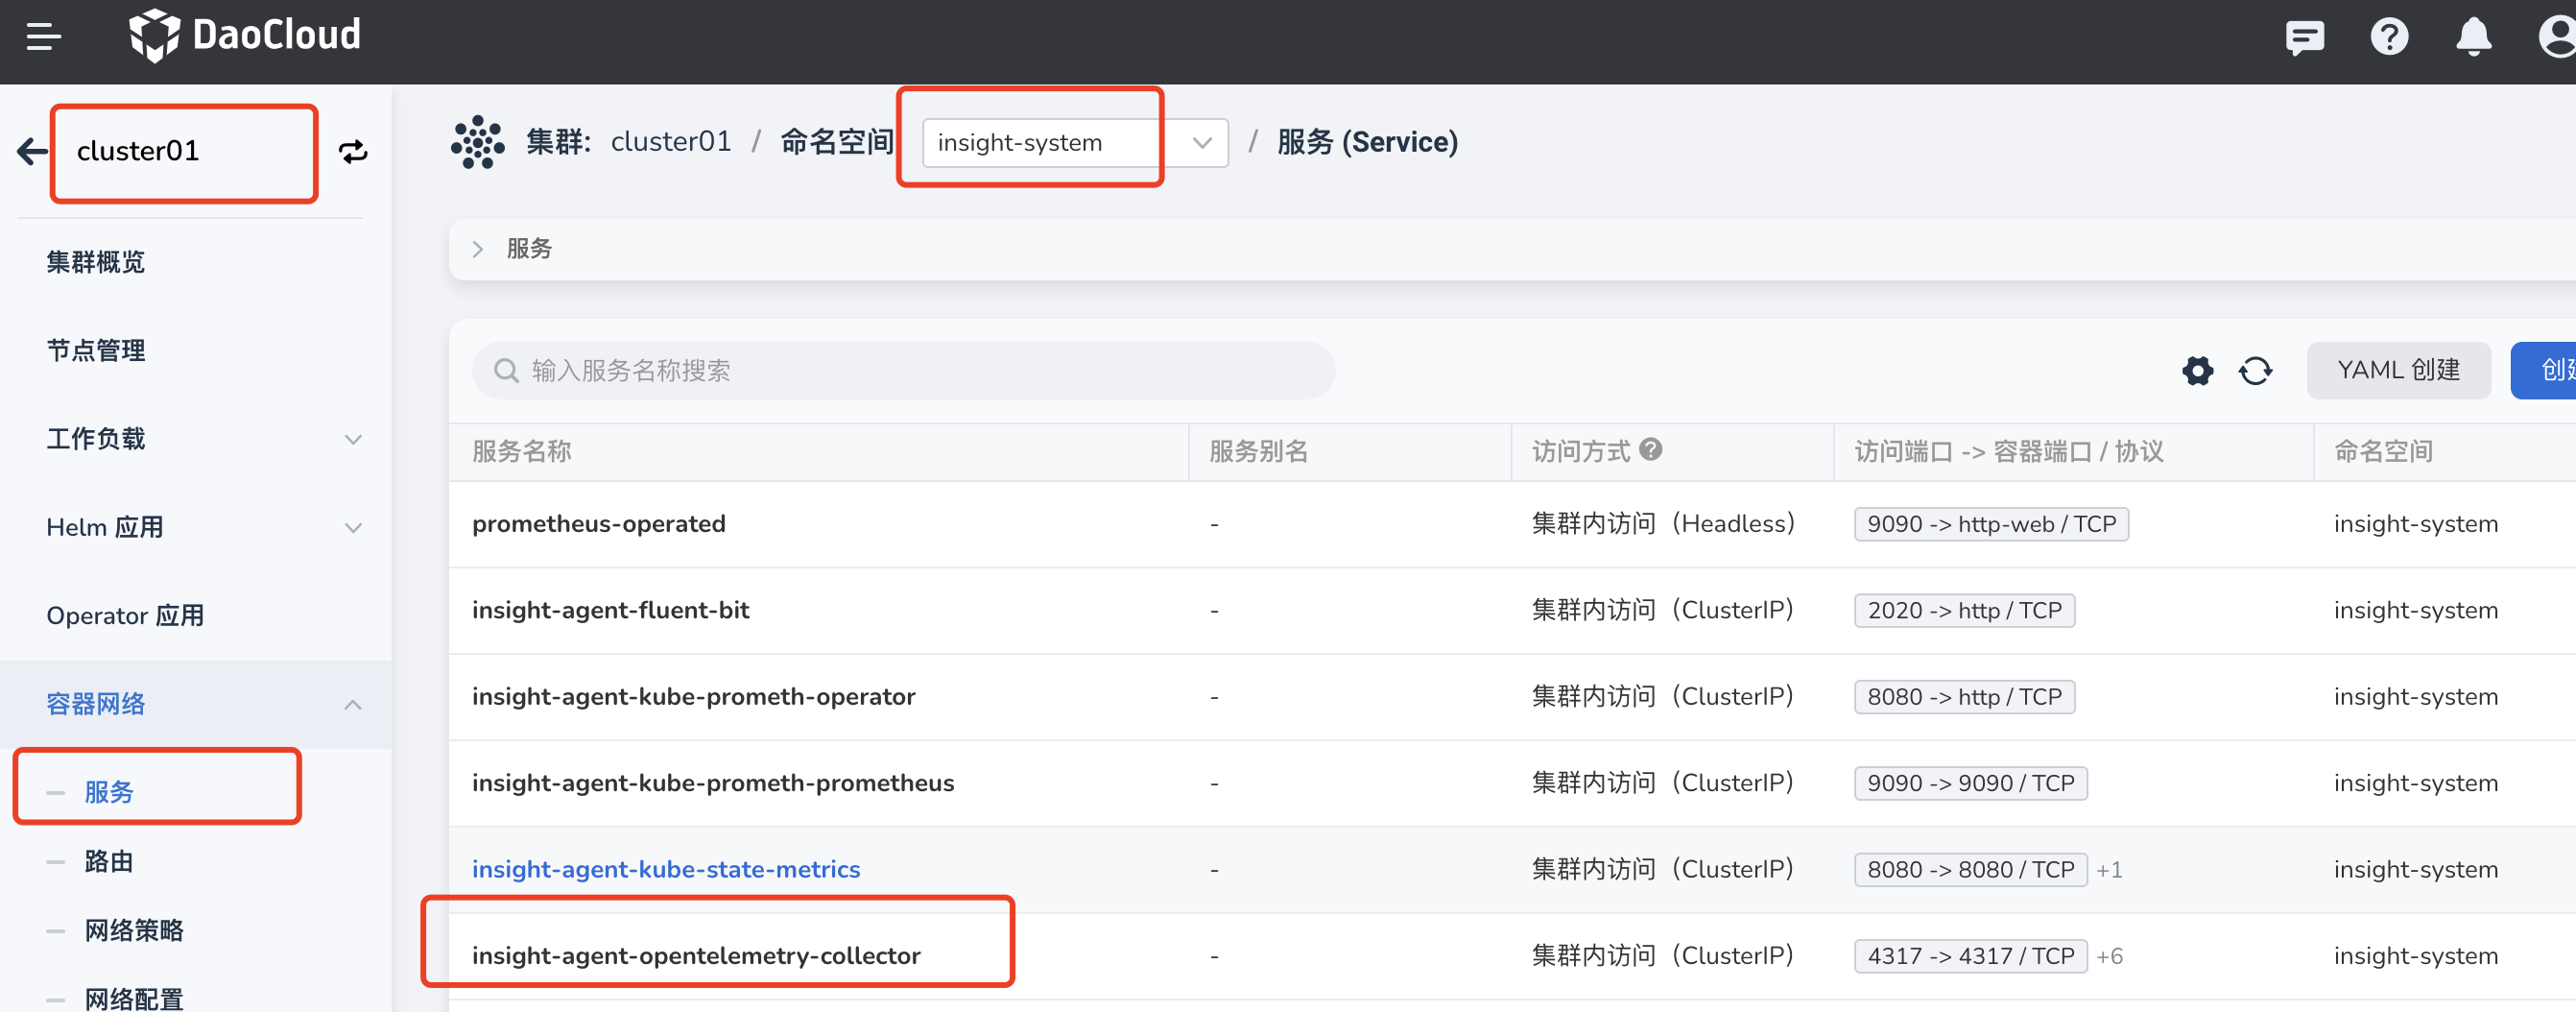 DaoCloud
cluster01
集群: cluster01 / 命名空间 insight-system / 服务 (Service)
集群概览
节点管理
工作负载
Helm 应用
Operator 应用
容器网络
服务
路由
网络策略
网络配置
服务
输入服务名称搜索
YAML 创建
服务名称 服务别名 访问方式 访问端口 -> 容器端口 / 协议 命名空间
prometheus-operated - 集群内访问（Headless） 9090 -> http-web / TCP insight-system
insight-agent-fluent-bit - 集群内访问（ClusterIP） 2020 -> http / TCP insight-system
insight-agent-kube-prometh-operator - 集群内访问（ClusterIP） 8080 -> http / TCP insight-system
insight-agent-kube-prometh-prometheus - 集群内访问（ClusterIP） 9090 -> 9090 / TCP insight-system
insight-agent-kube-state-metrics - 集群内访问（ClusterIP） 8080 -> 8080 / TCP +1 insight-system
insight-agent-opentelemetry-collector - 集群内访问（ClusterIP） 4317 -> 4317 / TCP +6 insight-system